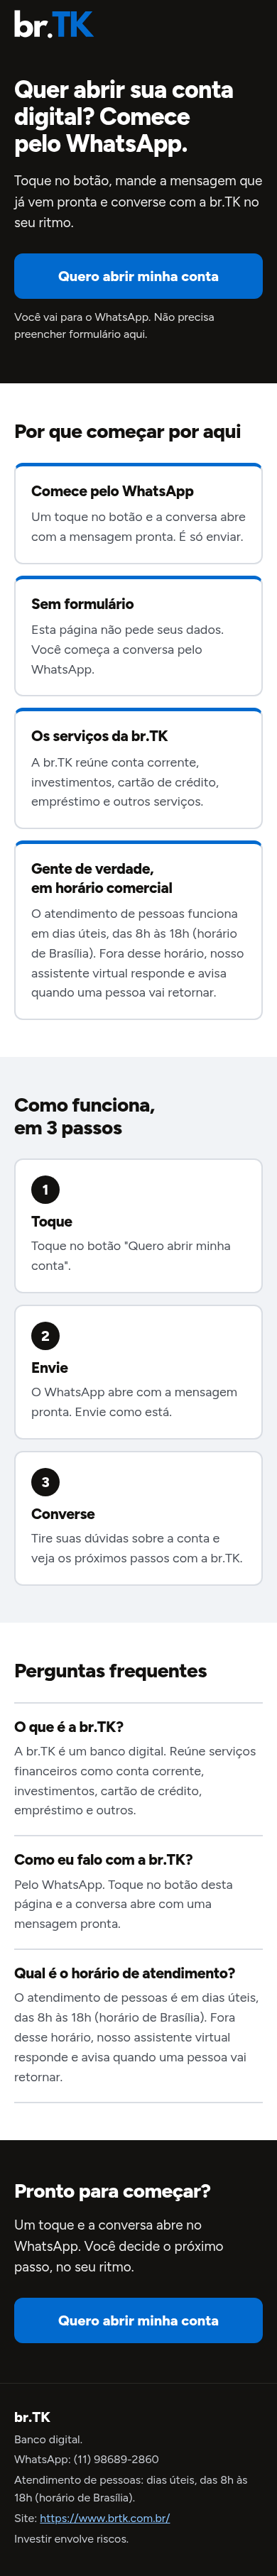 br.TK
Quer abrir sua conta
digital? Comece
pelo WhatsApp.
Toque no botão, mande a mensagem que
já vem pronta e converse com a br.TK no
seu ritmo.
Quero abrir minha conta
Você vai para o WhatsApp. Não precisa
preencher formulário aqui.
Por que começar por aqui
Comece pelo WhatsApp
Um toque no botão e a conversa abre
com a mensagem pronta. É só enviar.
Sem formulário
Esta página não pede seus dados.
Você começa a conversa pelo
WhatsApp.
Os serviços da br.TK
A br.TK reúne conta corrente,
investimentos, cartão de crédito,
empréstimo e outros serviços.
Gente de verdade,
em horário comercial
O atendimento de pessoas funciona
em dias úteis, das 8h às 18h (horário
de Brasília). Fora desse horário, nosso
assistente virtual responde e avisa
quando uma pessoa vai retornar.
Como funciona,
em 3 passos
1
Toque
Toque no botão "Quero abrir minha
conta".
2
Envie
O WhatsApp abre com a mensagem
pronta. Envie como está.
3
Converse
Tire suas dúvidas sobre a conta e
veja os próximos passos com a br.TK.
Perguntas frequentes
O que é a br.TK?
A br.TK é um banco digital. Reúne serviços
financeiros como conta corrente,
investimentos, cartão de crédito,
empréstimo e outros.
Como eu falo com a br.TK?
Pelo WhatsApp. Toque no botão desta
página e a conversa abre com uma
mensagem pronta.
Qual é o horário de atendimento?
O atendimento de pessoas é em dias úteis,
das 8h às 18h (horário de Brasília). Fora
desse horário, nosso assistente virtual
responde e avisa quando uma pessoa vai
retornar.
Pronto para começar?
Um toque e a conversa abre no
WhatsApp. Você decide o próximo
passo, no seu ritmo.
Quero abrir minha conta
br.TK
Banco digital.
WhatsApp: (11) 98689-2860
Atendimento de pessoas: dias úteis, das 8h às
18h (horário de Brasília).
Site: https://www.brtk.com.br/
Investir envolve riscos.